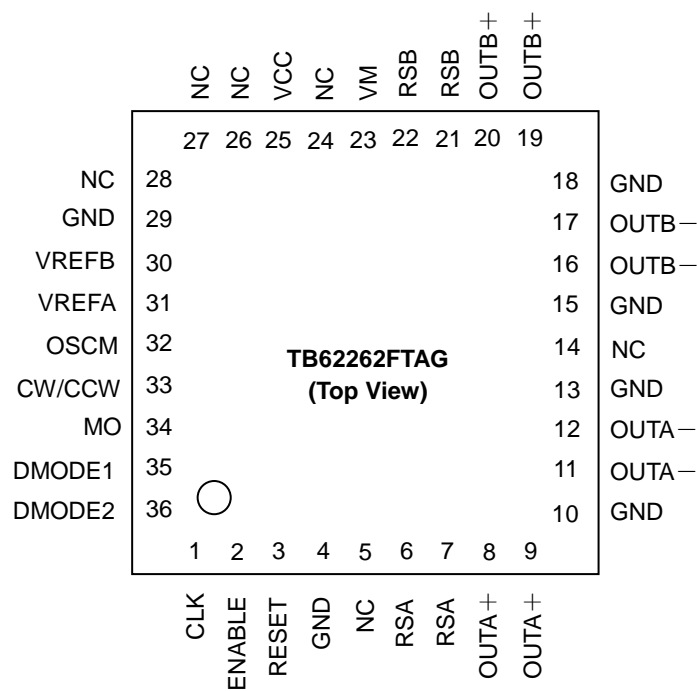 NC
NC
VCC
NC
VM
RSB
RSB
OUTB+
OUTB+
27 26 25 24 23 22 21 20 19
NC 28
18 GND
GND 29
17 OUTB−
VREFB 30
16 OUTB−
VREFA 31
15 GND
OSCM 32
14 NC
TB62262FTAG
(Top View)
CW/CCW 33
13 GND
MO 34
12 OUTA−
DMODE1 35
11 OUTA−
DMODE2 36
10 GND
1 2 3 4 5 6 7 8 9
CLK
ENABLE
RESET
GND
NC
RSA
RSA
OUTA+
OUTA+